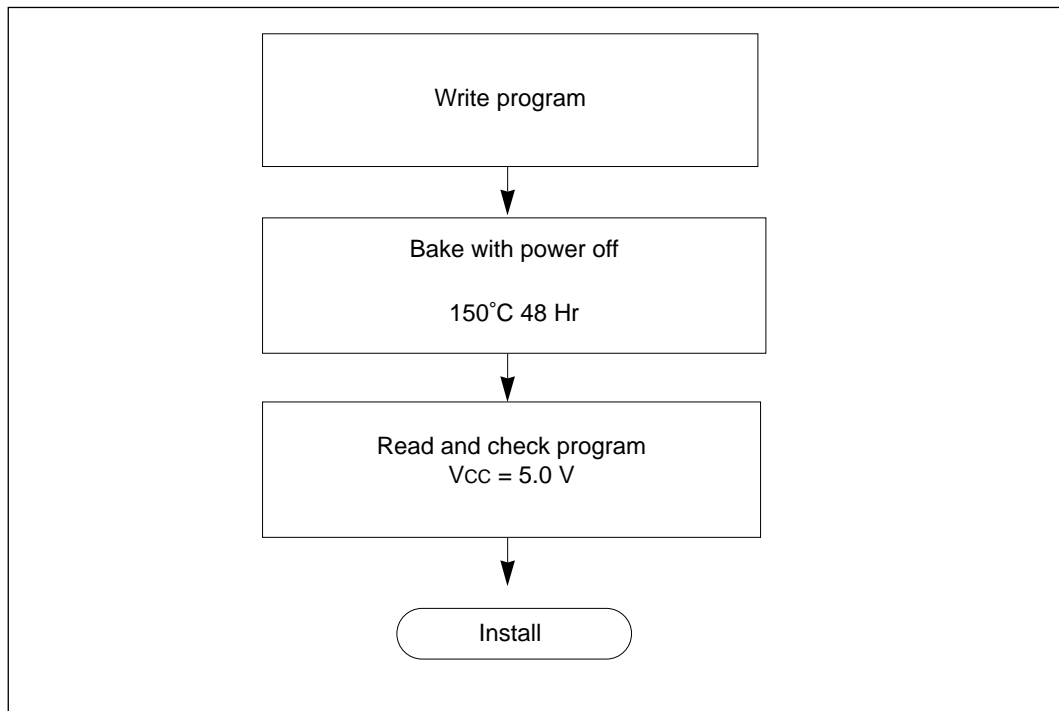 Write program
Bake with power off
150°C 48 Hr
Read and check program
VCC = 5.0 V
Install